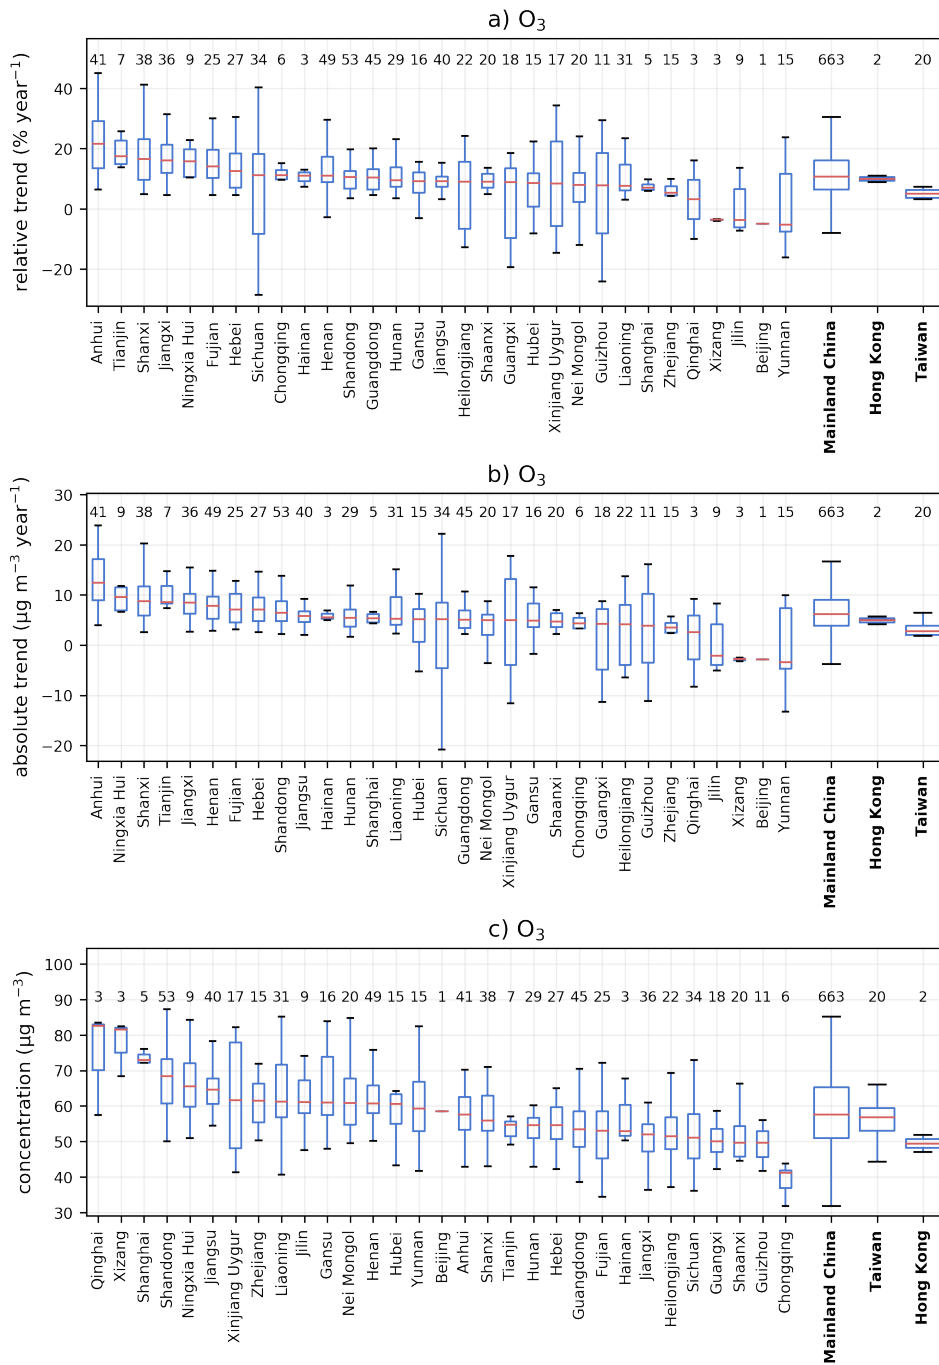 a) O₃
41 7 38 36 9 25 27 34 6 3 49 53 45 29 16 40 22 20 18 15 17 20 11 31 5 15 3 3 9 1 15 663 2 20
40
20
0
−20
relative trend (% year⁻¹)
Anhui
Tianjin
Shanxi
Jiangxi
Ningxia Hui
Fujian
Hebei
Sichuan
Chongqing
Hainan
Henan
Shandong
Guangdong
Hunan
Gansu
Jiangsu
Heilongjiang
Shaanxi
Guangxi
Hubei
Xinjiang Uygur
Nei Mongol
Guizhou
Liaoning
Shanghai
Zhejiang
Qinghai
Xizang
Jilin
Beijing
Yunnan
Mainland China
Hong Kong
Taiwan
b) O₃
41 9 38 7 36 49 25 27 53 40 3 29 5 31 15 34 45 20 17 16 20 6 18 22 11 15 3 9 3 1 15 663 2 20
30
20
10
0
−10
−20
absolute trend (μg m⁻³ year⁻¹)
Anhui
Ningxia Hui
Shanxi
Tianjin
Jiangxi
Henan
Fujian
Hebei
Shandong
Jiangsu
Hainan
Hunan
Shanghai
Liaoning
Hubei
Sichuan
Guangdong
Nei Mongol
Xinjiang Uygur
Gansu
Shaanxi
Chongqing
Guangxi
Heilongjiang
Guizhou
Zhejiang
Qinghai
Jilin
Xizang
Beijing
Yunnan
Mainland China
Hong Kong
Taiwan
c) O₃
3 3 5 53 9 40 17 15 31 9 16 20 49 15 15 1 41 38 7 29 27 45 25 3 36 22 34 18 20 11 6 663 20 2
100
90
80
70
60
50
40
30
concentration (μg m⁻³)
Qinghai
Xizang
Shanghai
Shandong
Ningxia Hui
Jiangsu
Xinjiang Uygur
Zhejiang
Liaoning
Jilin
Gansu
Nei Mongol
Henan
Hubei
Yunnan
Beijing
Anhui
Shanxi
Tianjin
Hunan
Hebei
Guangdong
Fujian
Hainan
Jiangxi
Heilongjiang
Sichuan
Guangxi
Shaanxi
Guizhou
Chongqing
Mainland China
Taiwan
Hong Kong